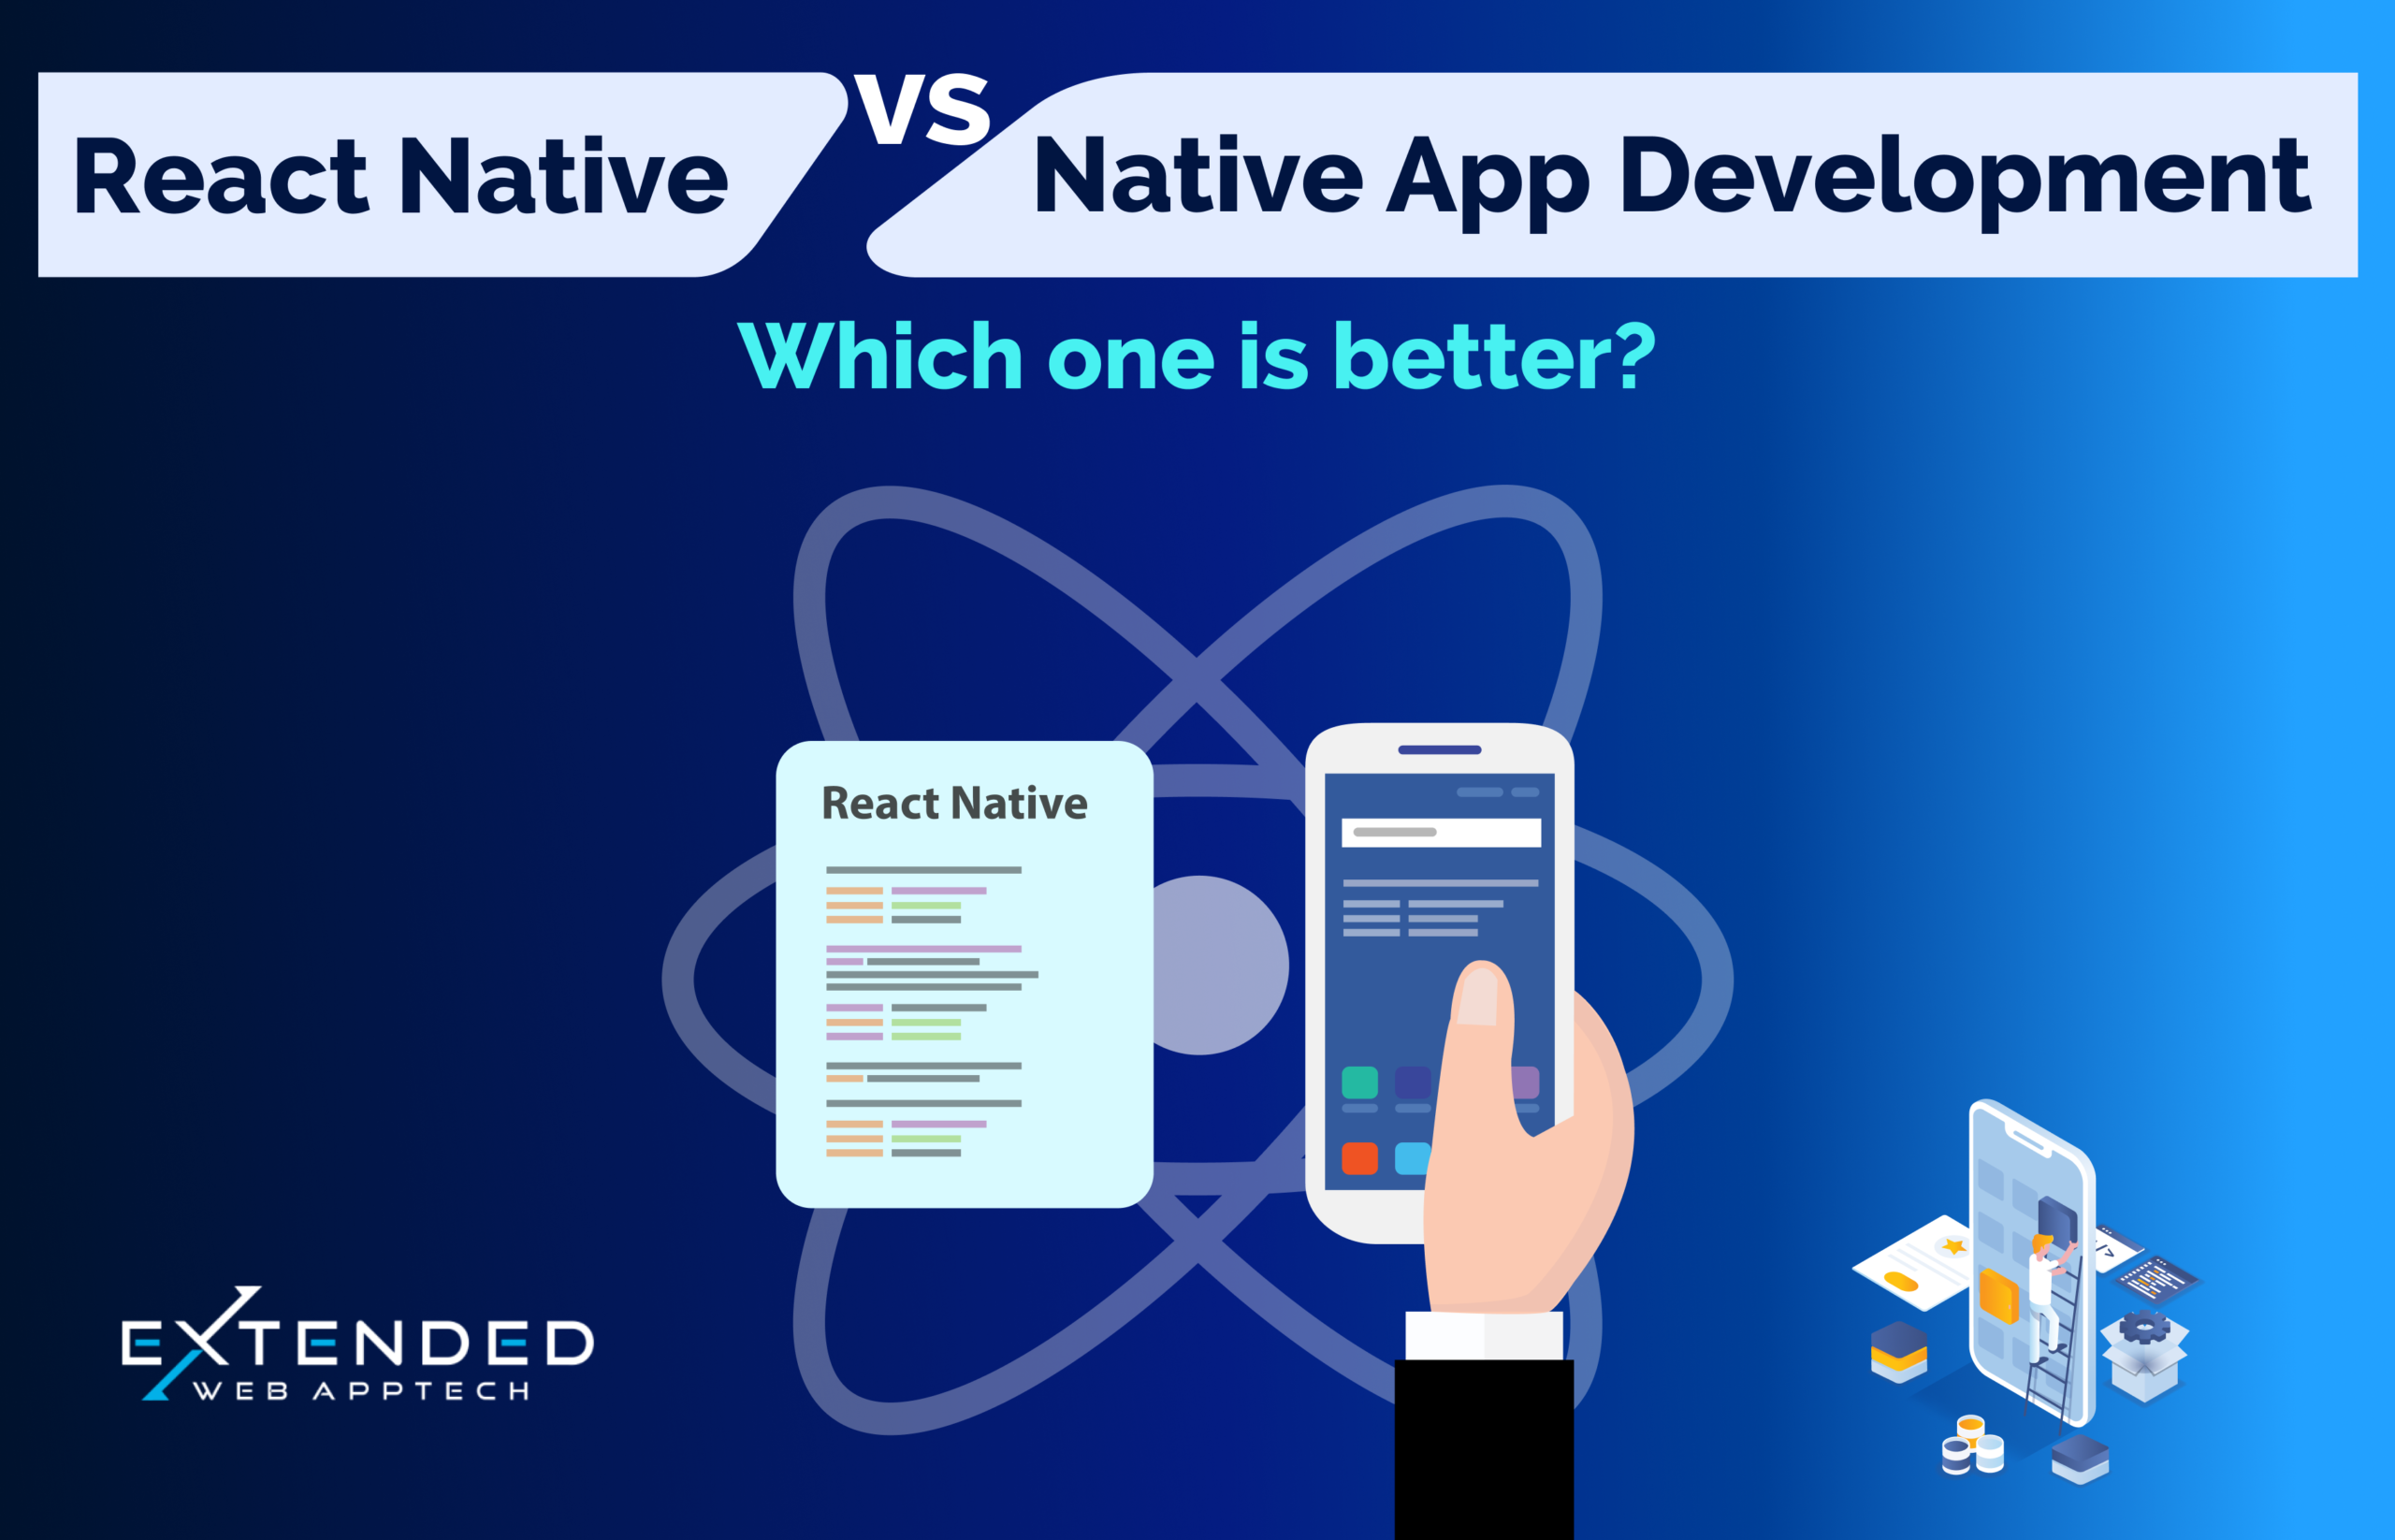 React Native
vs
Native App Development
Which one is better?
React Native
EXTENDED
WEB APPTECH